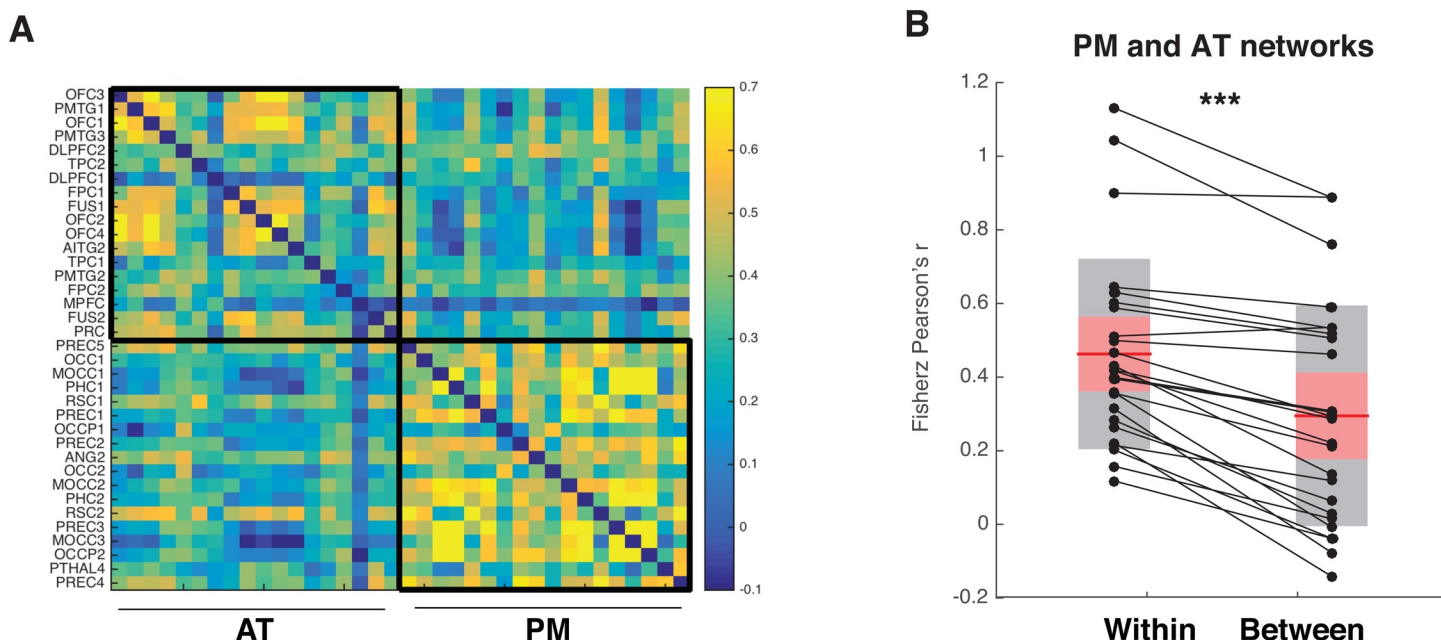 A
OFC3
PMTG1
OFC1
PMTG3
DLPFC2
TPC2
DLPFC1
FPC1
FUS1
OFC2
OFC4
AITG2
TPC1
PMTG2
FPC2
MPFC
FUS2
PRC
PREC5
OCC1
MOCC1
PHC1
RSC1
PREC1
OCCP1
PREC2
ANG2
OCC2
MOCC2
PHC2
RSC2
PREC3
MOCC3
OCCP2
PTHAL4
PREC4
AT
PM
0.7
0.6
0.5
0.4
0.3
0.2
0.1
0
-0.1
B
PM and AT networks
***
Fisherz Pearson's r
1.2
1
0.8
0.6
0.4
0.2
0
-0.2
Within
Between